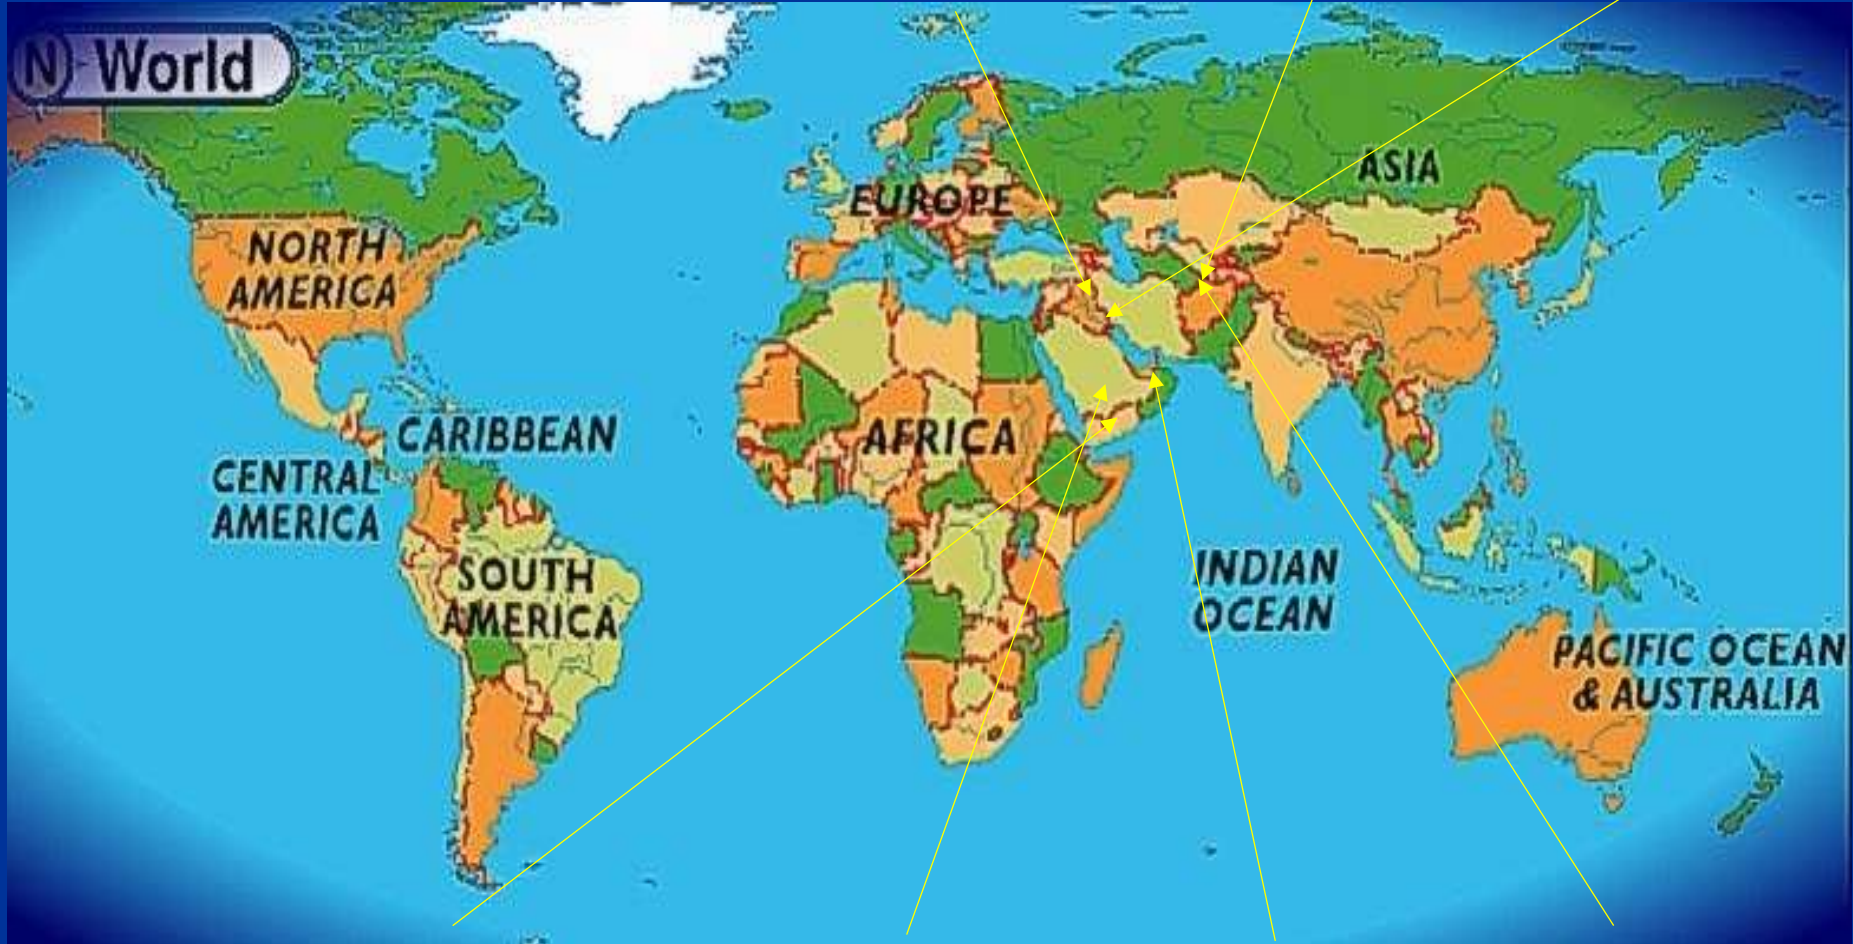 N World
EUROPE
ASIA
NORTH
AMERICA
CARIBBEAN
AFRICA
CENTRAL
AMERICA
SOUTH
AMERICA
INDIAN
OCEAN
PACIFIC OCEAN
& AUSTRALIA